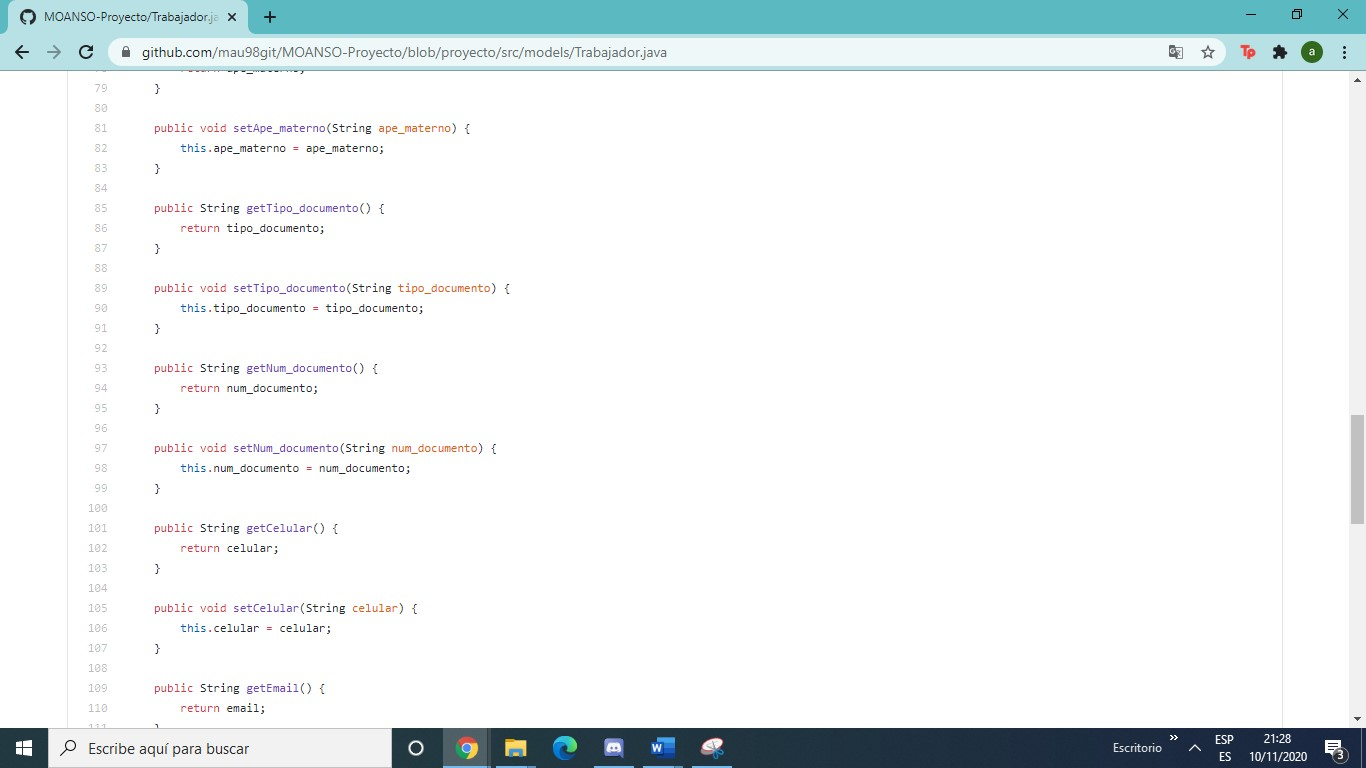 MOANSO-Proyecto/Trabajador.ja
github.com/mau98git/MOANSO-Proyecto/blob/proyecto/src/models/Trabajador.java
a
79 }
80
81 public void setApe_materno(String ape_materno) {
82 this.ape_materno = ape_materno;
83 }
84
85 public String getTipo_documento() {
86 return tipo_documento;
87 }
88
89 public void setTipo_documento(String tipo_documento) {
90 this.tipo_documento = tipo_documento;
91 }
92
93 public String getNum_documento() {
94 return num_documento;
95 }
96
97 public void setNum_documento(String num_documento) {
98 this.num_documento = num_documento;
99 }
100
101 public String getCelular() {
102 return celular;
103 }
104
105 public void setCelular(String celular) {
106 this.celular = celular;
107 }
108
109 public String getEmail() {
110 return email;
Escribe aquí para buscar
Escritorio
ESP
ES
21:28
10/11/2020
3